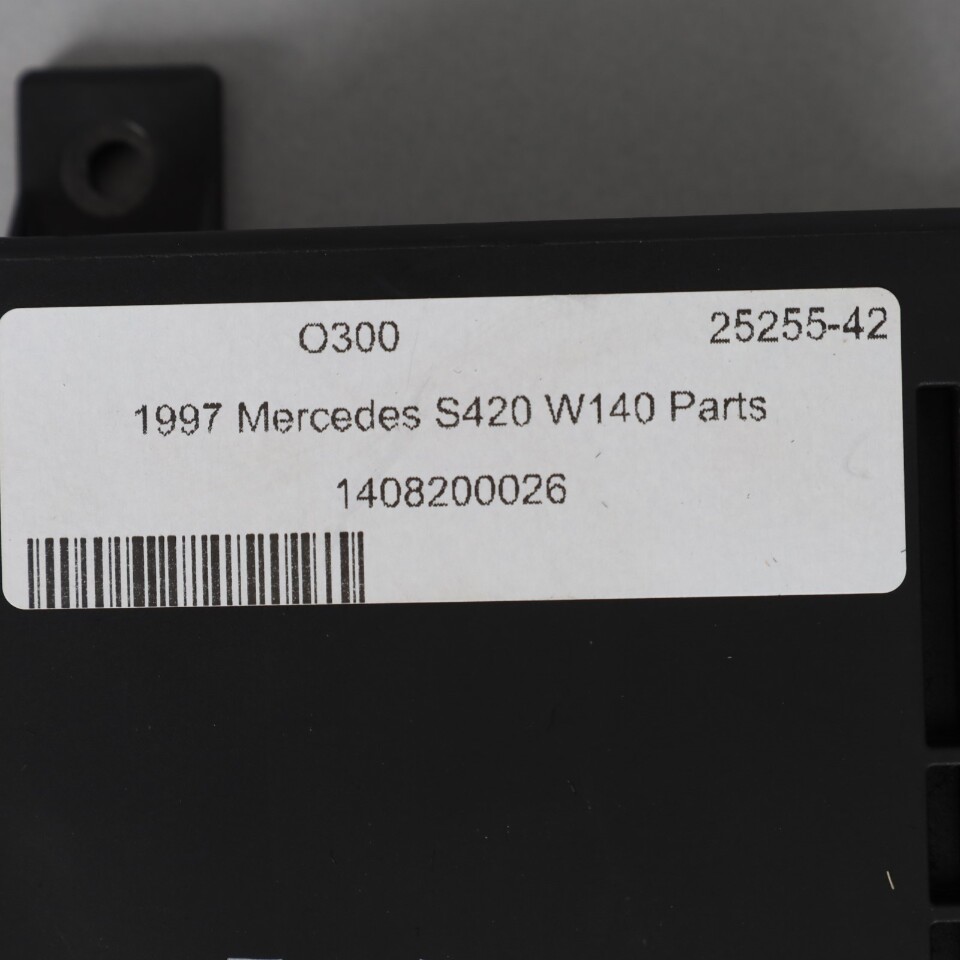 O300 25255-42
1997 Mercedes S420 W140 Parts
1408200026